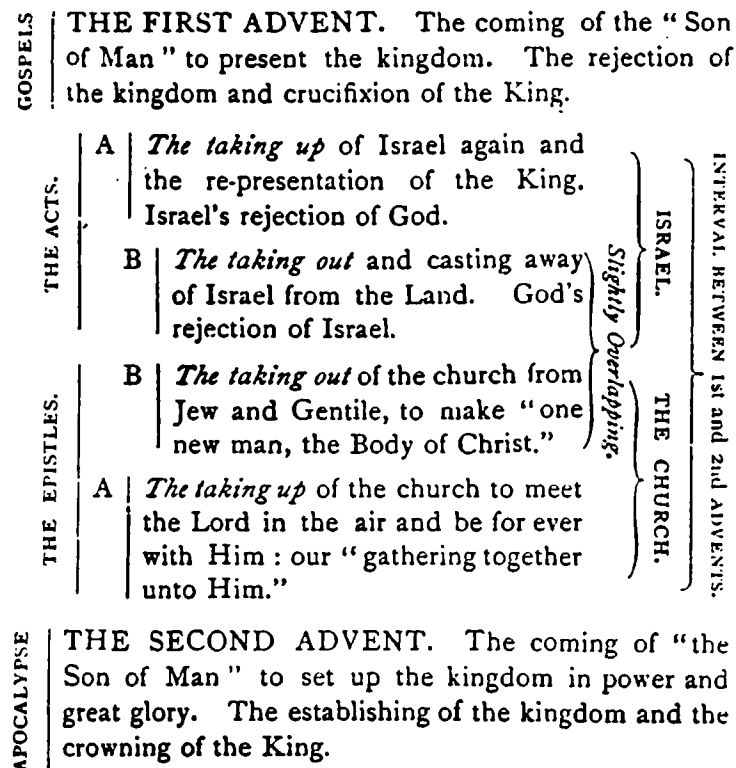 GOSPELS
THE FIRST ADVENT. The coming of the "Son
of Man" to present the kingdom. The rejection of
the kingdom and crucifixion of the King.
THE ACTS.
A The taking up of Israel again and
the re-presentation of the King.
Israel's rejection of God.
B The taking out and casting away
of Israel from the Land. God's
rejection of Israel.
THE EPISTLES.
B The taking out of the church from
Jew and Gentile, to make "one
new man, the Body of Christ."
A The taking up of the church to meet
the Lord in the air and be for ever
with Him : our "gathering together
unto Him."
Slightly Overlapping.
ISRAEL.
THE CHURCH.
INTERVAL BETWEEN 1st and 2nd ADVENTS.
APOCALYPSE
THE SECOND ADVENT. The coming of "the
Son of Man" to set up the kingdom in power and
great glory. The establishing of the kingdom and the
crowning of the King.